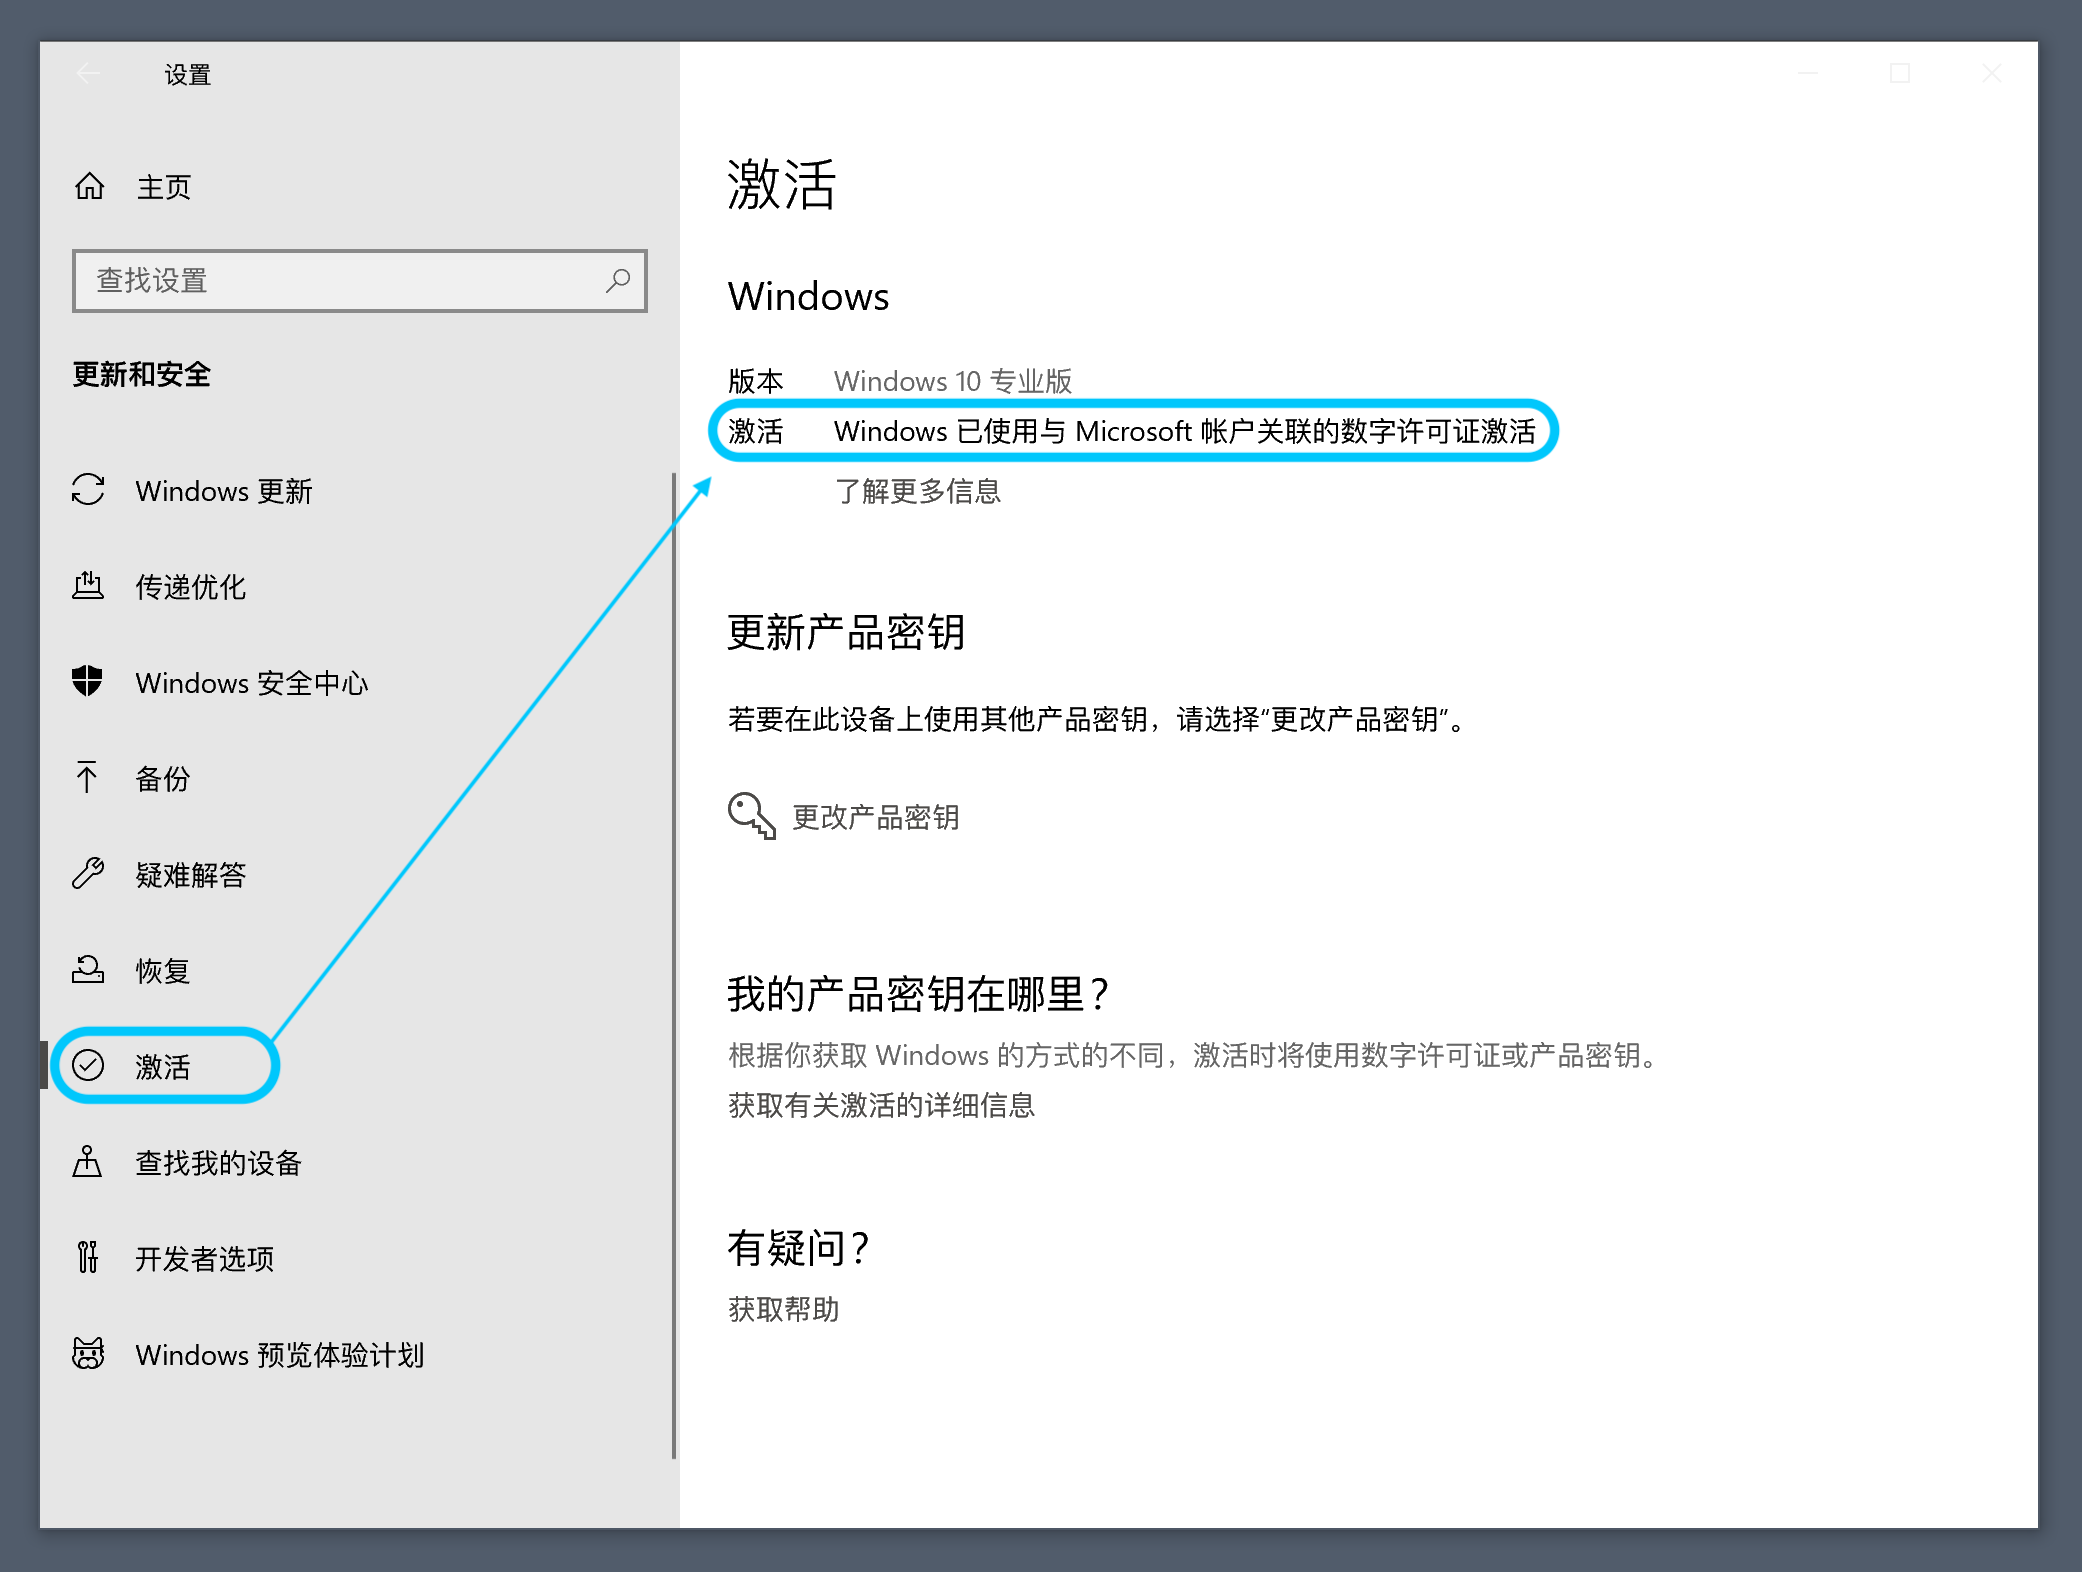 设置
主页
查找设置
更新和安全
Windows 更新
传递优化
Windows 安全中心
备份
疑难解答
恢复
激活
查找我的设备
开发者选项
Windows 预览体验计划
激活
Windows
版本 Windows 10 专业版
激活 Windows 已使用与 Microsoft 帐户关联的数字许可证激活
了解更多信息
更新产品密钥
若要在此设备上使用其他产品密钥，请选择“更改产品密钥”。
更改产品密钥
我的产品密钥在哪里？
根据你获取 Windows 的方式的不同，激活时将使用数字许可证或产品密钥。
获取有关激活的详细信息
有疑问？
获取帮助